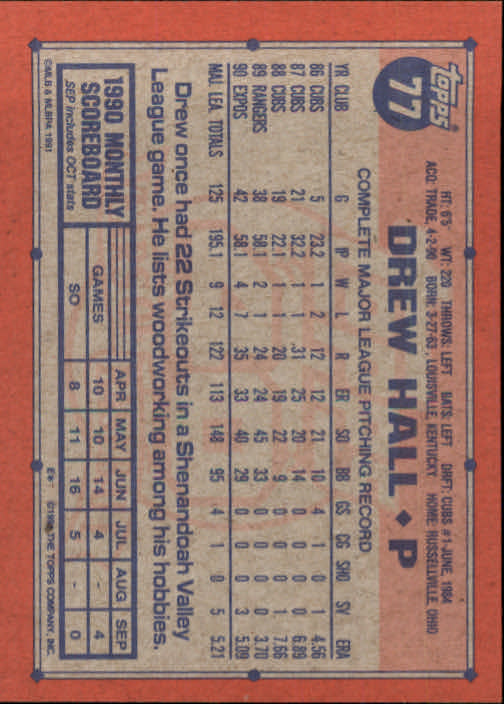 TOPPS
77
HT: 6'5" WT: 220 THROWS: LEFT BATS: LEFT DRFT: CUBS #1-JUNE, 1984
ACQ: TRADE 4-2-90 BORN: 3-27-63, LOUISVILLE, KENTUCKY HOME: RUSSELLVILLE, OHIO
DREW HALL ♦ P
COMPLETE MAJOR LEAGUE PITCHING RECORD
YR CLUB G IP W L R ER SO BB GS CG SHO SV ERA
86 CUBS 5 23.2 1 2 12 12 21 10 4 1 0 1 4.56
87 CUBS 21 32.2 1 1 31 25 20 14 0 0 0 0 6.89
88 CUBS 19 22.1 1 1 20 19 22 9 0 0 0 1 7.66
89 RANGERS 38 58.1 2 1 24 24 45 33 0 0 0 0 3.70
90 EXPOS 42 58.1 4 7 35 33 40 29 0 0 0 3 5.09
MAJ. LEA. TOTALS 125 195.1 9 12 122 113 148 95 4 1 0 5 5.21
Drew once had 22 Strikeouts in a Shenandoah Valley
League game. He lists woodworking among his hobbies.
1990 MONTHLY
SCOREBOARD
SEP includes OCT stats
APR MAY JUN JUL AUG SEP
GAMES 10 10 14 4 - 4
SO 8 11 16 5 - 0
©MLB & MLBPA 1991
THE TOPPS COMPANY, INC.